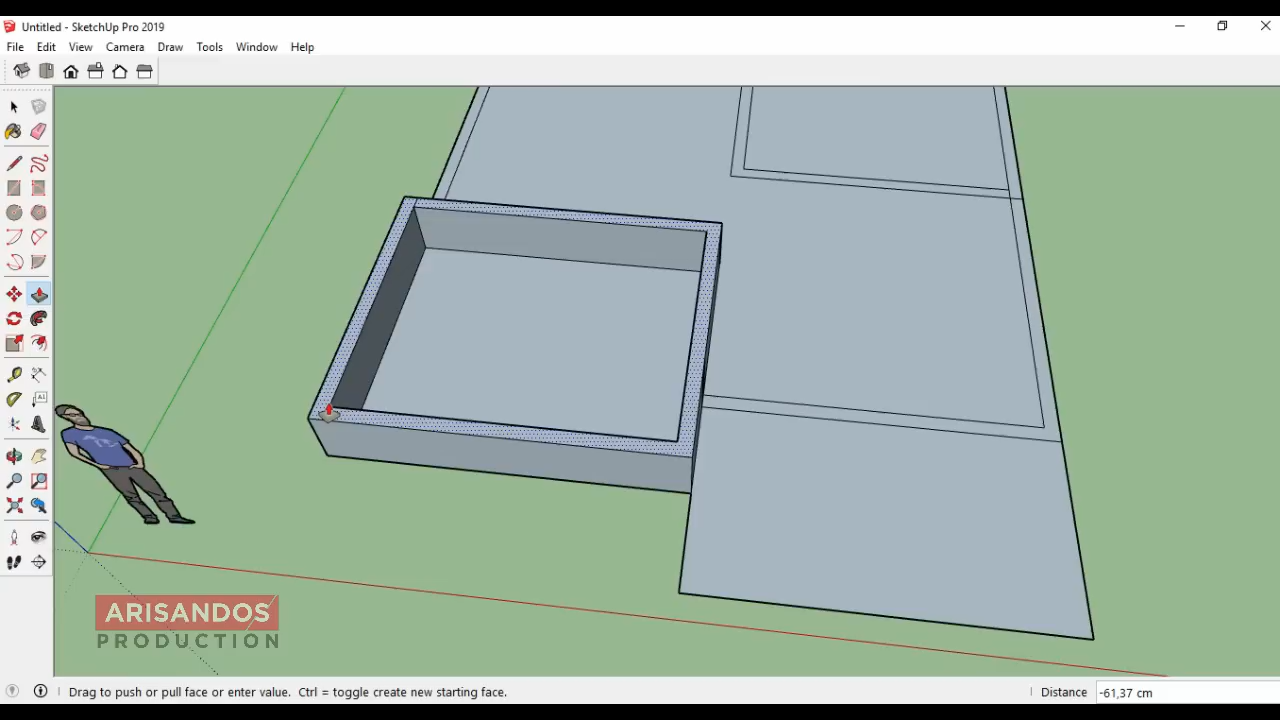 Untitled - SketchUp Pro 2019
File Edit View Camera Draw Tools Window Help
ARISANDOS
PRODUCTION
Drag to push or pull face or enter value. Ctrl = toggle create new starting face.
Distance -61,37 cm